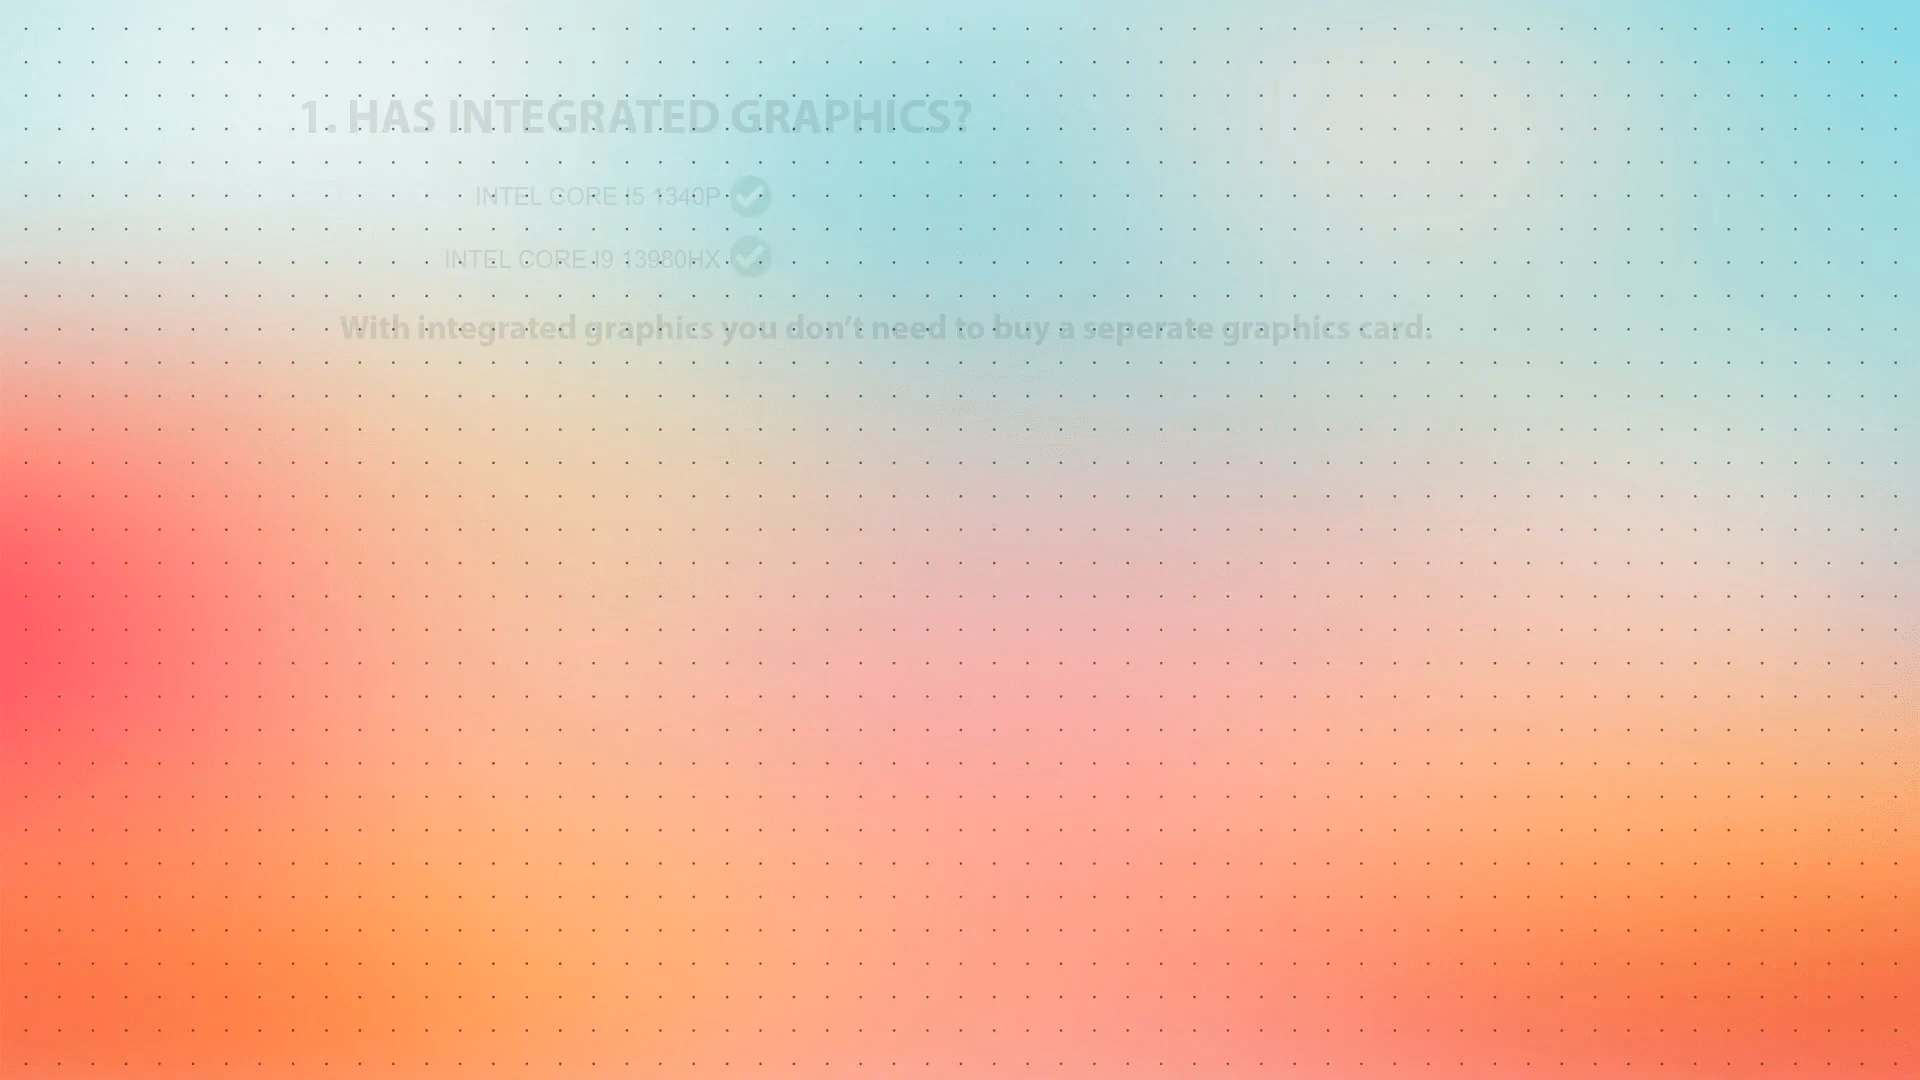 1. HAS INTEGRATED GRAPHICS?
INTEL CORE I5 1340P
INTEL CORE I9 13980HX
With integrated graphics you don’t need to buy a seperate graphics card.